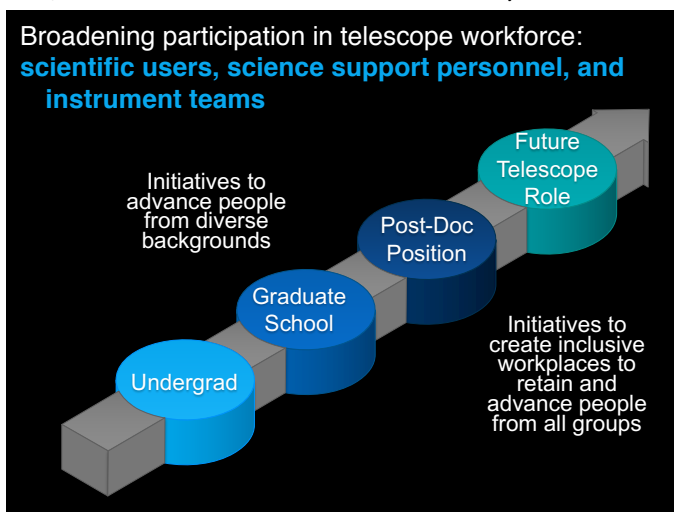 Broadening participation in telescope workforce:
scientific users, science support personnel, and
instrument teams
Future
Telescope
Role
Initiatives to
advance people
from diverse
backgrounds
Post-Doc
Position
Graduate
School
Initiatives to
create inclusive
workplaces to
retain and
advance people
from all groups
Undergrad